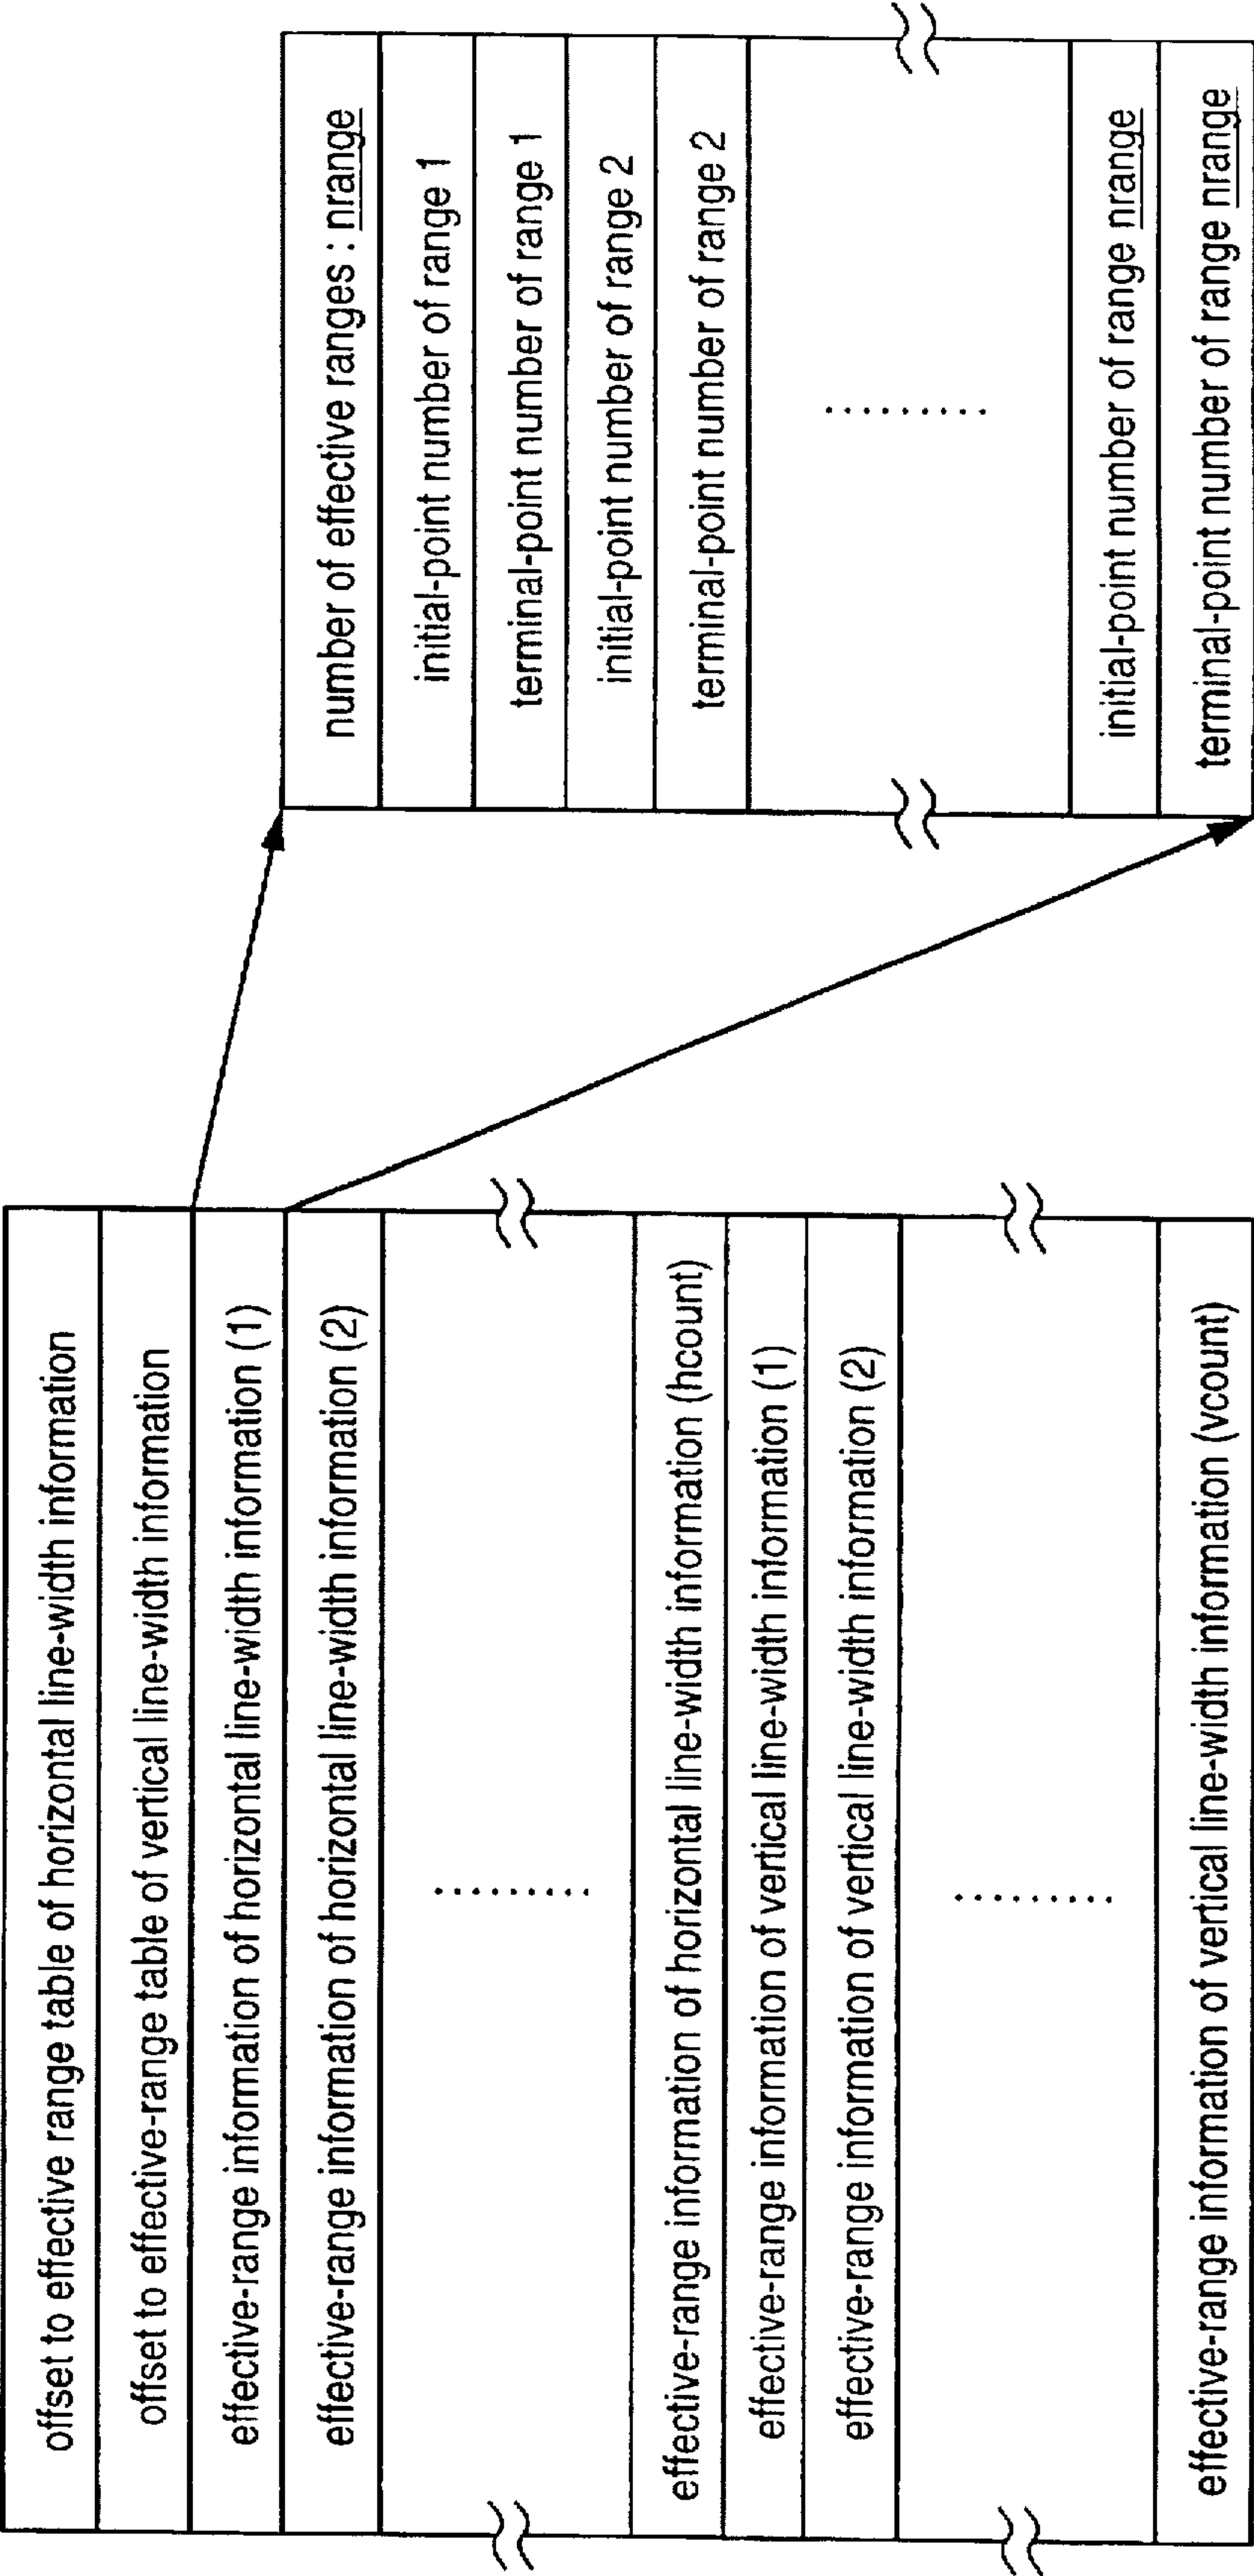 offset to effective range table of horizontal line-width information
offset to effective-range table of vertical line-width information
effective-range information of horizontal line-width information (1)
effective-range information of horizontal line-width information (2)
.........
effective-range information of horizontal line-width information (hcount)
effective-range information of vertical line-width information (1)
effective-range information of vertical line-width information (2)
.........
effective-range information of vertical line-width information (vcount)
number of effective ranges : nrange
initial-point number of range 1
terminal-point number of range 1
initial-point number of range 2
terminal-point number of range 2
.........
initial-point number of range nrange
terminal-point number of range nrange